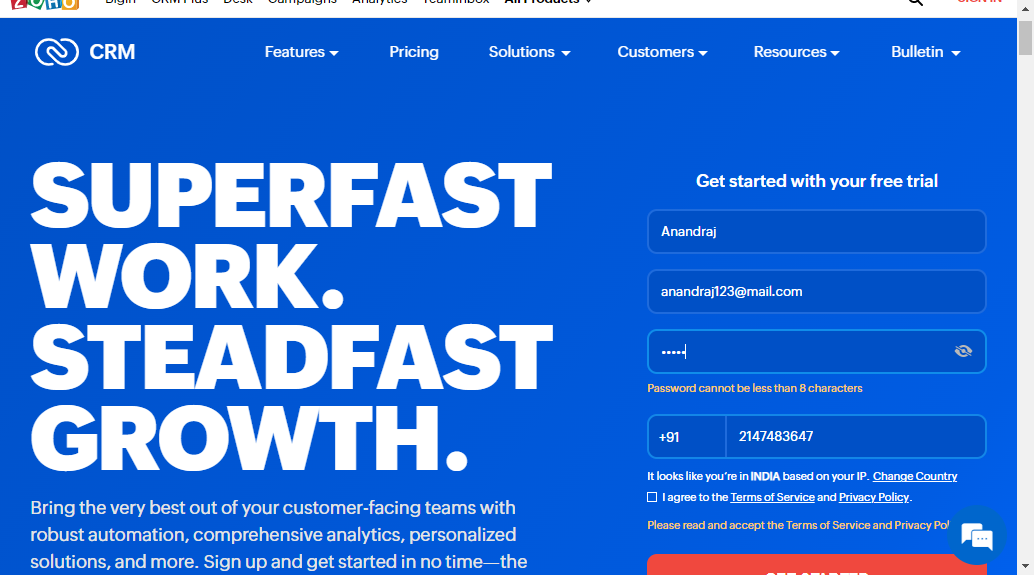 ZOHO Bigin CRM Plus Desk Campaigns Analytics TeamInbox All Products SIGN IN
CRM Features Pricing Solutions Customers Resources Bulletin
SUPERFAST
WORK.
STEADFAST
GROWTH.
Bring the very best out of your customer-facing teams with
robust automation, comprehensive analytics, personalized
solutions, and more. Sign up and get started in no time—the
Get started with your free trial
Anandraj
anandraj123@mail.com
•••••
Password cannot be less than 8 characters
+91 2147483647
It looks like you're in INDIA based on your IP. Change Country
I agree to the Terms of Service and Privacy Policy.
Please read and accept the Terms of Service and Privacy Po
GET STARTED